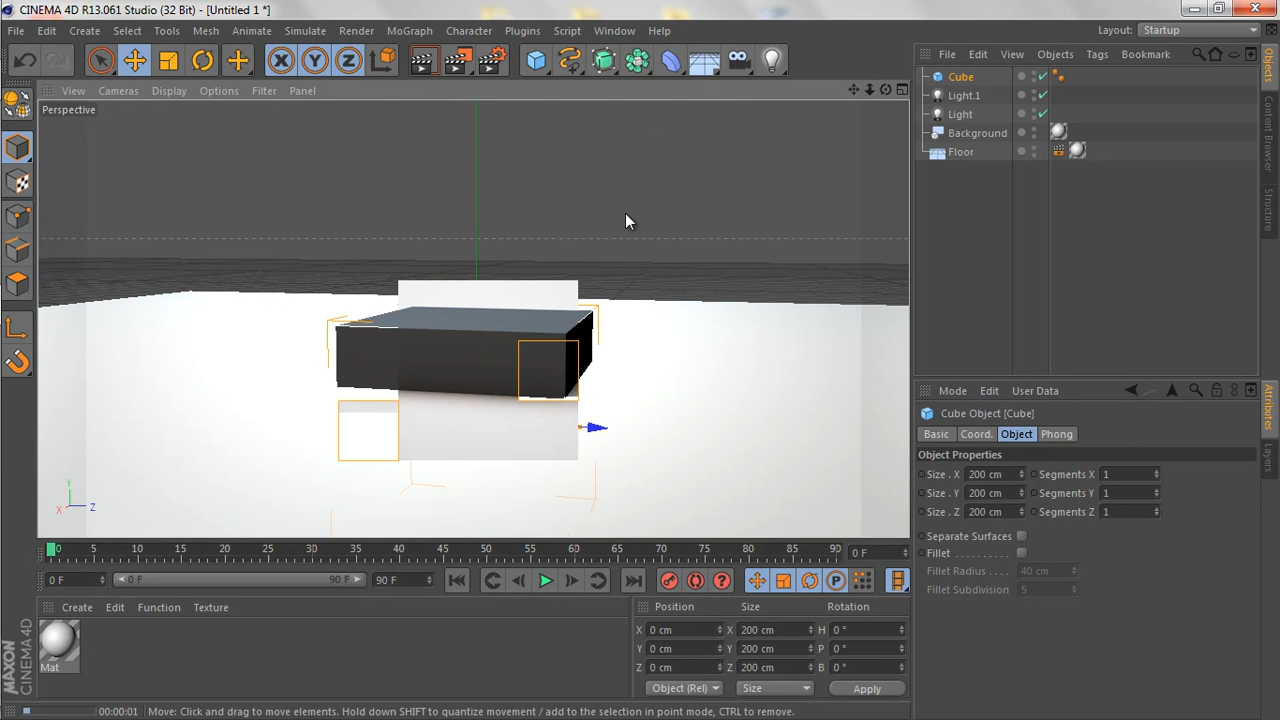 CINEMA 4D R13.061 Studio (32 Bit) - [Untitled 1 *]
File Edit Create Select Tools Mesh Animate Simulate Render MoGraph Character Plugins Script Window Help
Layout: Startup
File Edit View Objects Tags Bookmark
View Cameras Display Options Filter Panel
Perspective
Cube
Light.1
Light
Background
Floor
Objects
Content Browser
Structure
Mode Edit User Data
Cube Object [Cube]
Basic Coord. Object Phong
Object Properties
Size . X 200 cm Segments X 1
Size . Y 200 cm Segments Y 1
Size . Z 200 cm Segments Z 1
Separate Surfaces
Fillet . . . . . . . . . .
Fillet Radius . . . . 40 cm
Fillet Subdivision 5
Attributes
Layers
Y
X Z
0 5 10 15 20 25 30 35 40 45 50 55 60 65 70 75 80 85 90 0 F
0 F 0 F 90 F 90 F
Create Edit Function Texture
Mat
Position Size Rotation
X 0 cm X 200 cm H 0 °
Y 0 cm Y 200 cm P 0 °
Z 0 cm Z 200 cm B 0 °
Object (Rel) Size Apply
MAXON
CINEMA 4D
00:00:01 Move: Click and drag to move elements. Hold down SHIFT to quantize movement / add to the selection in point mode, CTRL to remove.